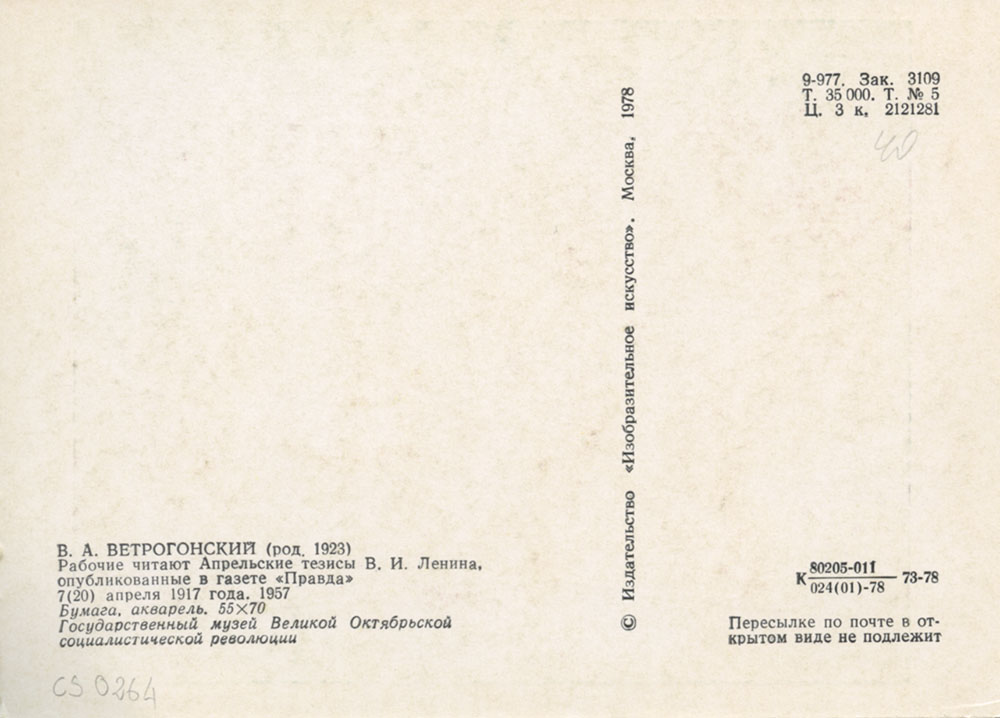 9-977. Зак. 3109
Т. 35 000. Т. № 5
Ц. 3 к. 2121281
40
© Издательство «Изобразительное искусство». Москва, 1978
В. А. ВЕТРОГОНСКИЙ (род. 1923)
Рабочие читают Апрельские тезисы В. И. Ленина,
опубликованные в газете «Правда»
7(20) апреля 1917 года. 1957
Бумага, акварель. 55×70
Государственный музей Великой Октябрьской
социалистической революции
К 80205-011 73-78
024(01)-78
Пересылке по почте в от-
крытом виде не подлежит
CS 0264